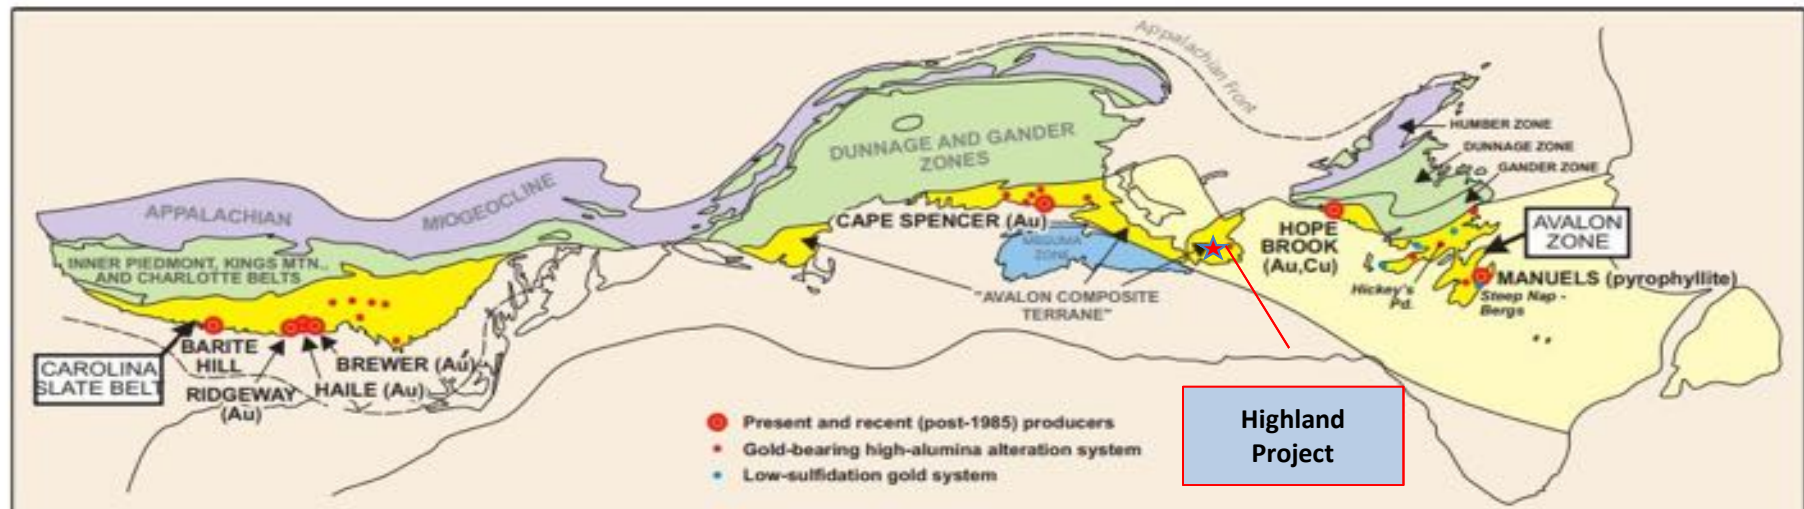 Appalachian Front
HUMBER ZONE
DUNNAGE ZONE
GANDER ZONE
DUNNAGE AND GANDER
ZONES
APPALACHIAN
MIOGEOCLINE
CAPE SPENCER (Au)
MEGUMA
ZONE
HOPE
BROOK
(Au,Cu)
AVALON
ZONE
INNER PIEDMONT, KINGS MTN.,
AND CHARLOTTE BELTS
"AVALON COMPOSITE
TERRANE"
Hickey's
Pd.
MANUELS (pyrophyllite)
Steep Nap -
Bergs
CAROLINA
SLATE BELT
BARITE
HILL
RIDGEWAY
(Au)
HAILE (Au)
BREWER (Au)
Present and recent (post-1985) producers
Gold-bearing high-alumina alteration system
Low-sulfidation gold system
Highland
Project